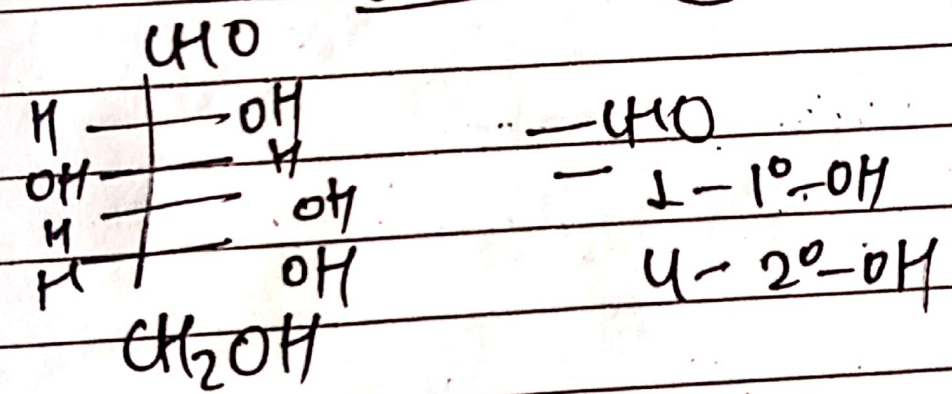 CHO
H OH
OH H
H OH
H OH
CH₂OH
—CHO
— 1 – 1°–OH
4 – 2°–OH